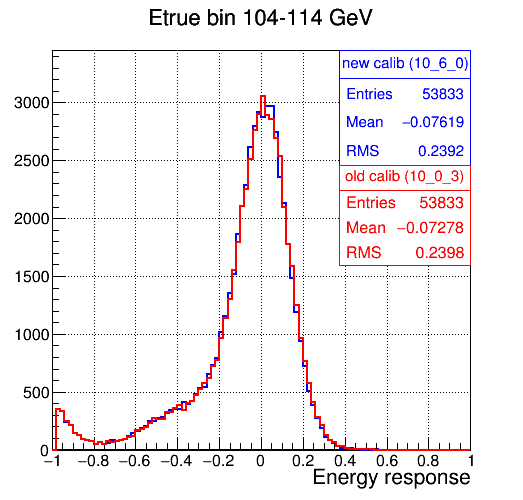 Etrue bin 104-114 GeV
new calib (10_6_0)
Entries 53833
Mean −0.07619
RMS 0.2392
old calib (10_0_3)
Entries 53833
Mean −0.07278
RMS 0.2398
3000
2500
2000
1500
1000
500
0
−1 −0.8 −0.6 −0.4 −0.2 0 0.2 0.4 0.6 0.8 1
Energy response